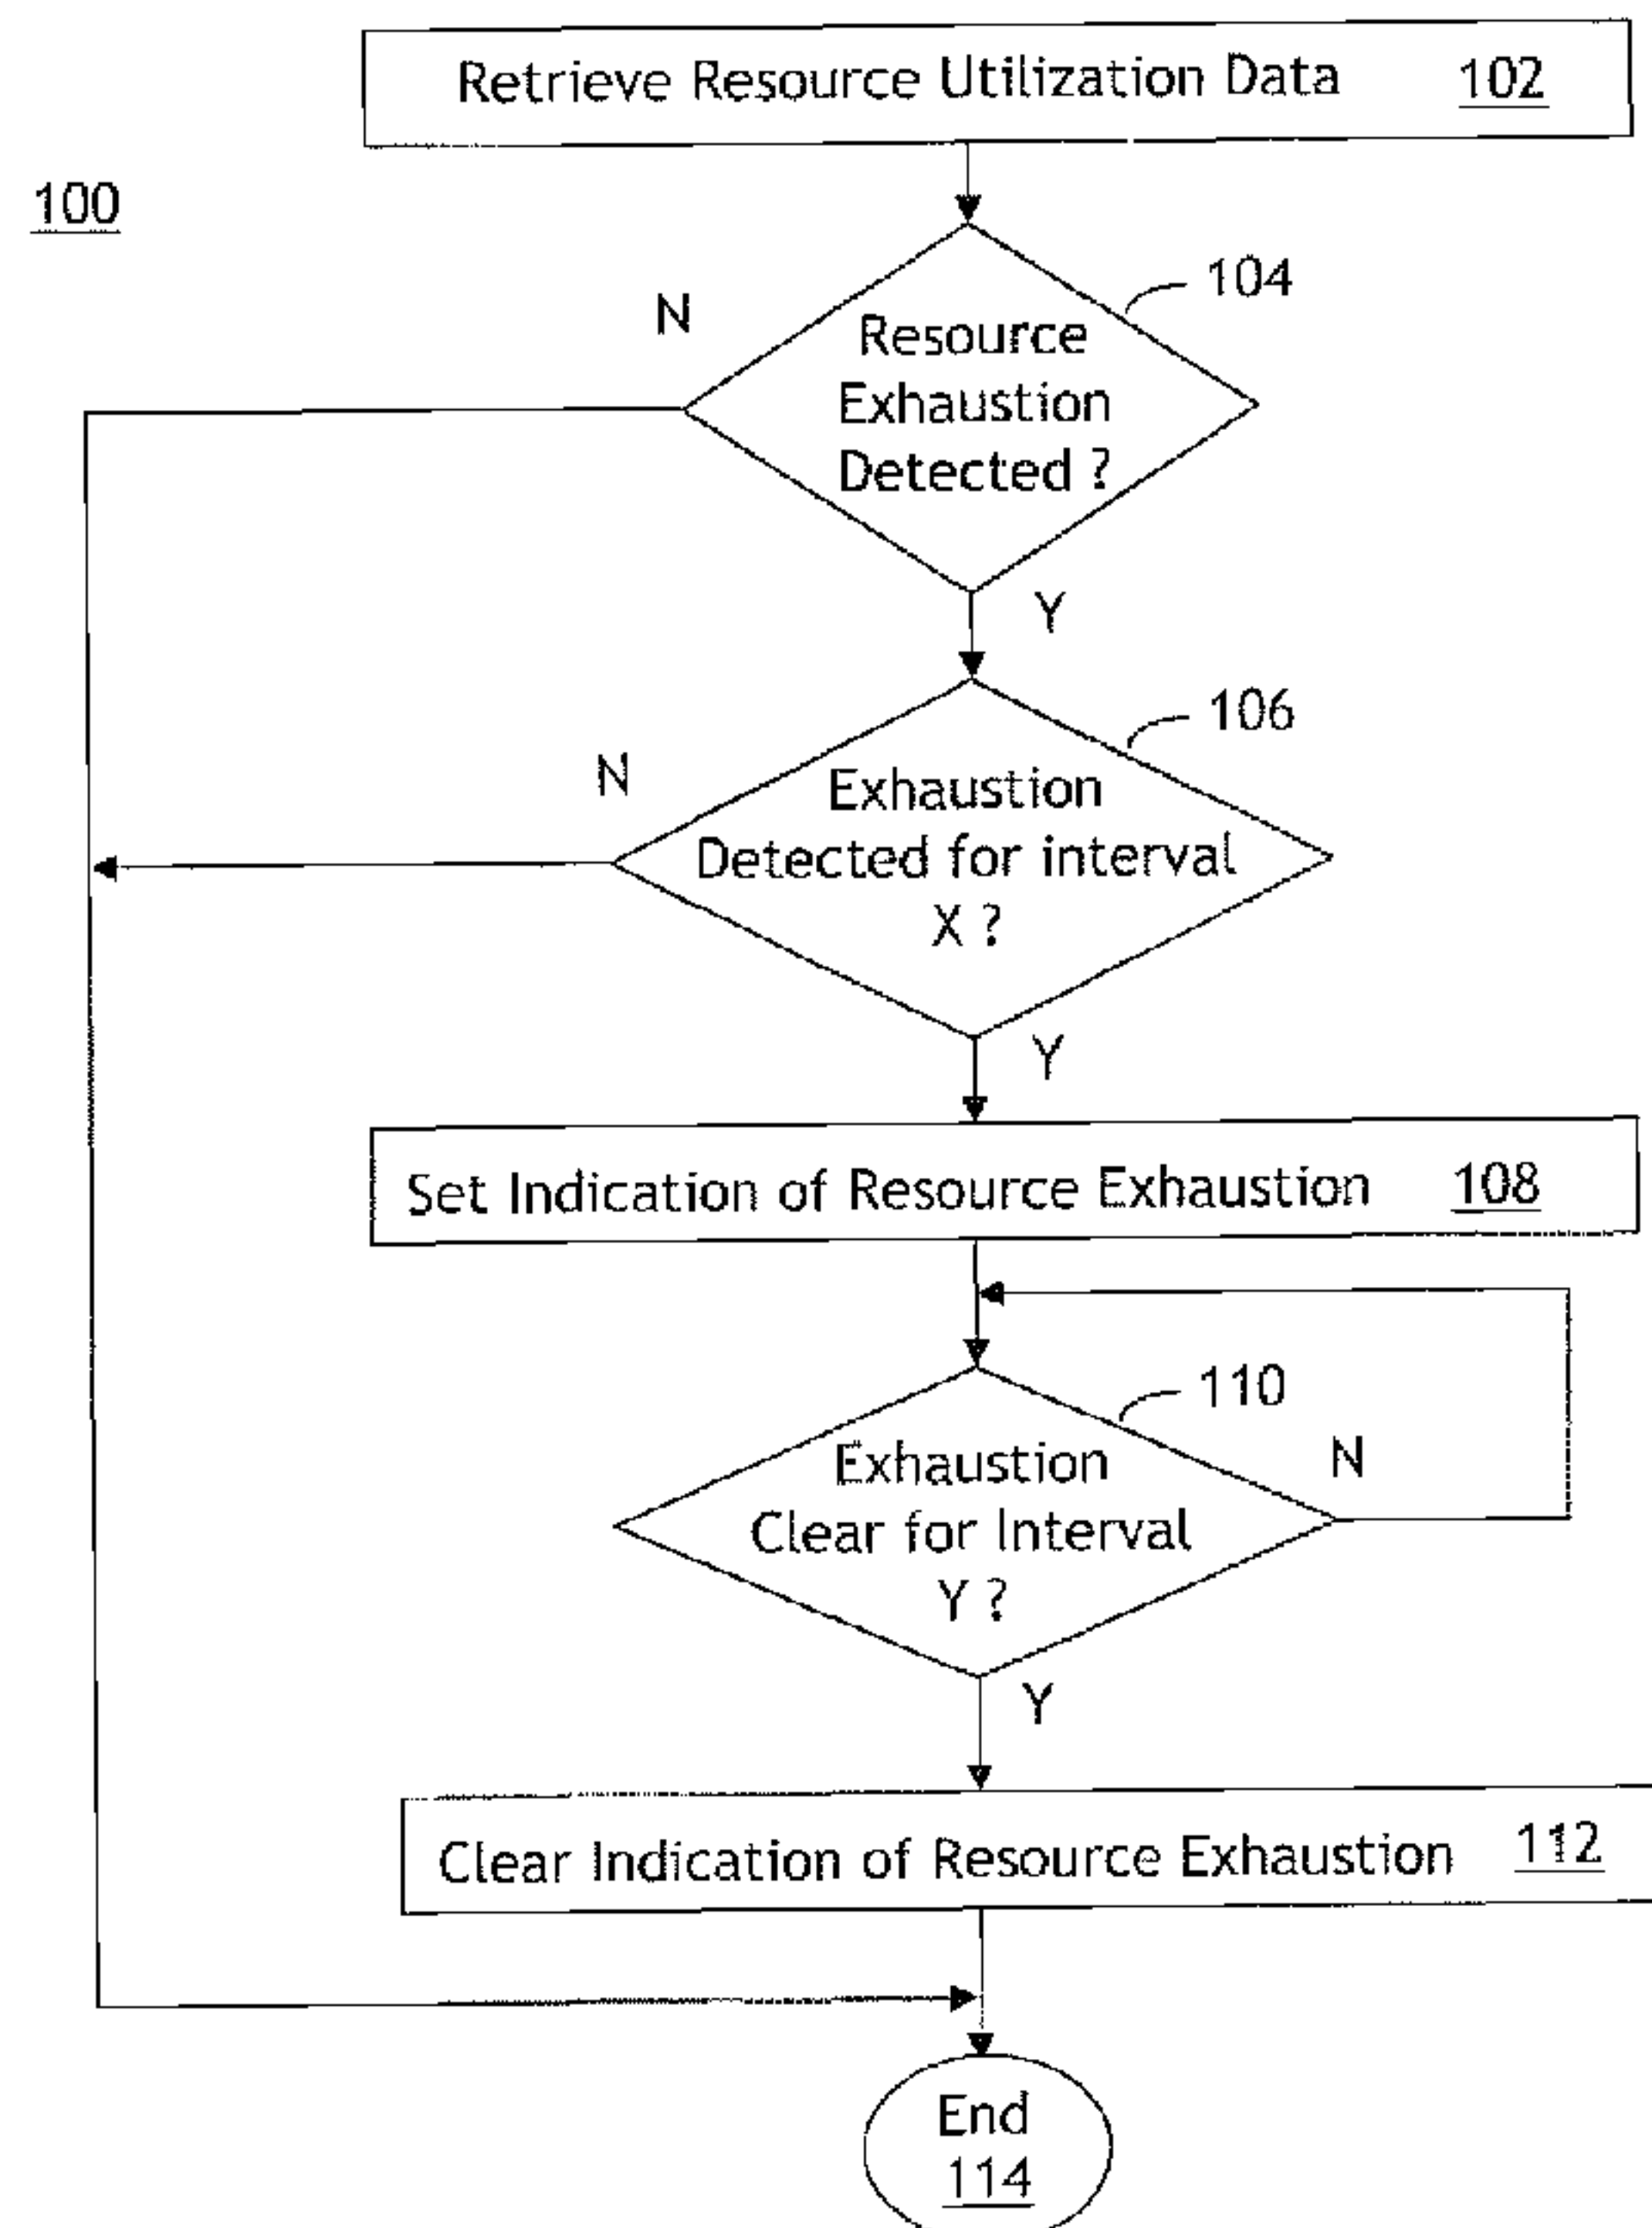 Retrieve Resource Utilization Data 102
100
104
N
Resource
Exhaustion
Detected ?
Y
106
N
Exhaustion
Detected for interval
X ?
Y
Set Indication of Resource Exhaustion 108
110
N
Exhaustion
Clear for Interval
Y ?
Y
Clear Indication of Resource Exhaustion 112
End
114